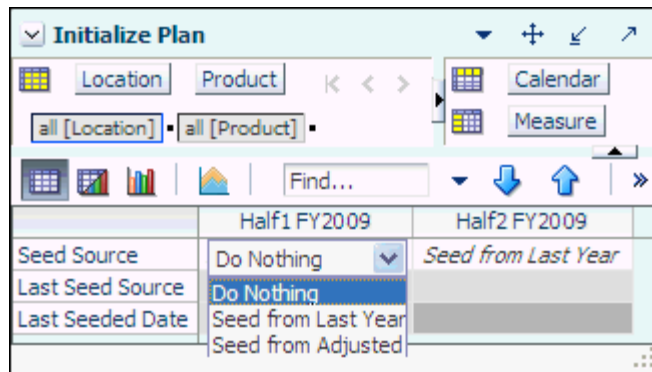 Initialize Plan
Location Product Calendar
Measure
all [Location] all [Product]
Find...
Half1 FY2009 Half2 FY2009
Seed Source Do Nothing Seed from Last Year
Last Seed Source Do Nothing
Last Seeded Date Seed from Last Year
Seed from Adjusted